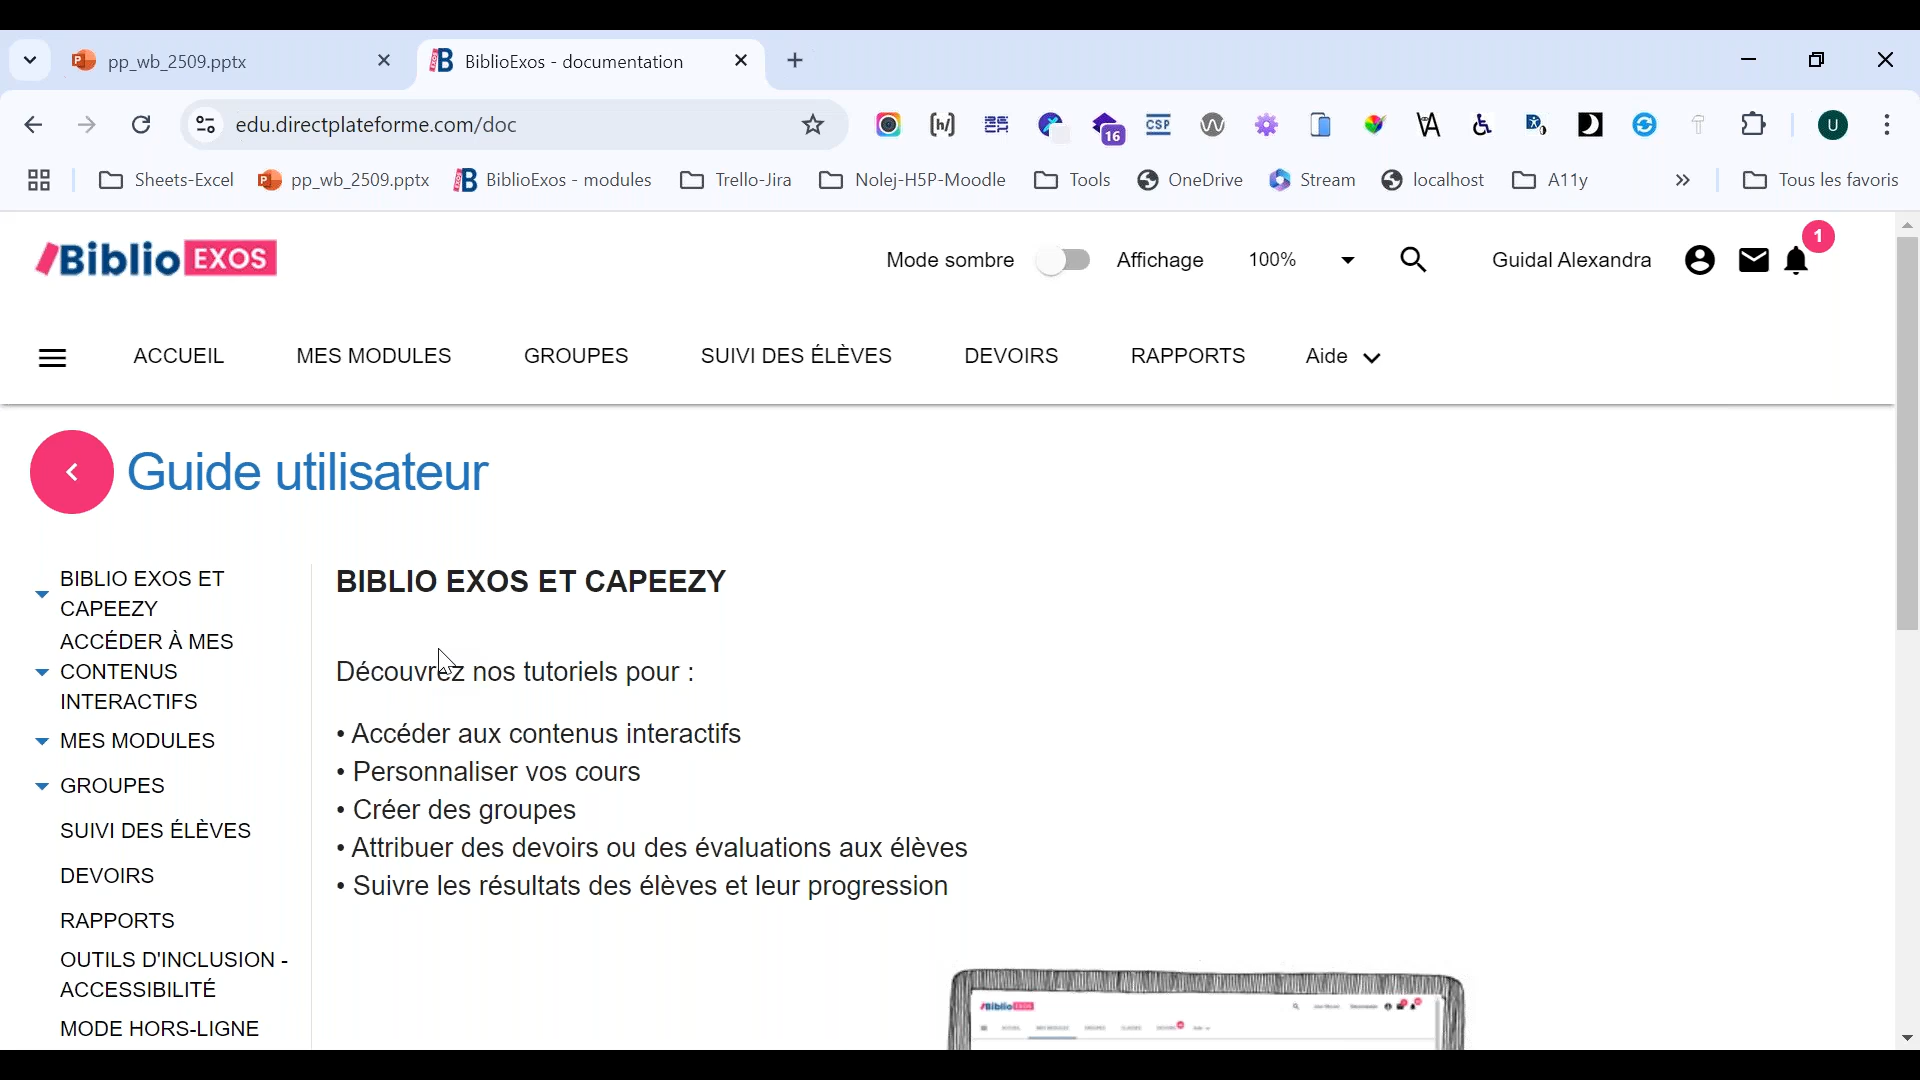 pp_wb_2509.pptx
BiblioExos - documentation
edu.directplateforme.com/doc
16
CSP
U
Sheets-Excel
pp_wb_2509.pptx
BiblioExos - modules
Trello-Jira
Nolej-H5P-Moodle
Tools
OneDrive
Stream
localhost
A11y
Tous les favoris
Biblio EXOS
Mode sombre
Affichage
100%
Guidal Alexandra
1
ACCUEIL
MES MODULES
GROUPES
SUIVI DES ÉLÈVES
DEVOIRS
RAPPORTS
Aide
Guide utilisateur
BIBLIO EXOS ET
CAPEEZY
ACCÉDER À MES
CONTENUS
INTERACTIFS
MES MODULES
GROUPES
SUIVI DES ÉLÈVES
DEVOIRS
RAPPORTS
OUTILS D'INCLUSION -
ACCESSIBILITÉ
MODE HORS-LIGNE
BIBLIO EXOS ET CAPEEZY
Découvrez nos tutoriels pour :
• Accéder aux contenus interactifs
• Personnaliser vos cours
• Créer des groupes
• Attribuer des devoirs ou des évaluations aux élèves
• Suivre les résultats des élèves et leur progression
Biblio EXOS